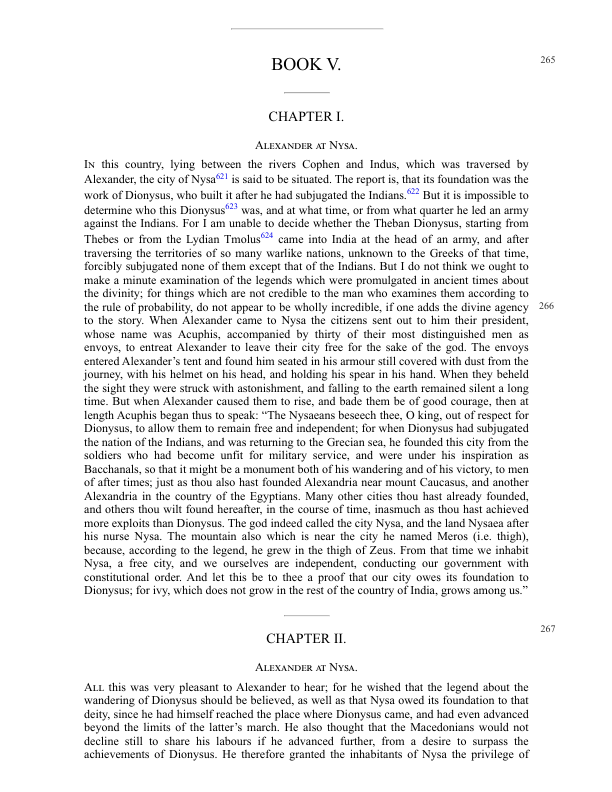 BOOK V.
265
CHAPTER I.
Alexander at Nysa.
In this country, lying between the rivers Cophen and Indus, which was traversed by
Alexander, the city of Nysa621 is said to be situated. The report is, that its foundation was the
work of Dionysus, who built it after he had subjugated the Indians.622 But it is impossible to
determine who this Dionysus623 was, and at what time, or from what quarter he led an army
against the Indians. For I am unable to decide whether the Theban Dionysus, starting from
Thebes or from the Lydian Tmolus624 came into India at the head of an army, and after
traversing the territories of so many warlike nations, unknown to the Greeks of that time,
forcibly subjugated none of them except that of the Indians. But I do not think we ought to
make a minute examination of the legends which were promulgated in ancient times about
the divinity; for things which are not credible to the man who examines them according to
the rule of probability, do not appear to be wholly incredible, if one adds the divine agency
266
to the story. When Alexander came to Nysa the citizens sent out to him their president,
whose name was Acuphis, accompanied by thirty of their most distinguished men as
envoys, to entreat Alexander to leave their city free for the sake of the god. The envoys
entered Alexander’s tent and found him seated in his armour still covered with dust from the
journey, with his helmet on his head, and holding his spear in his hand. When they beheld
the sight they were struck with astonishment, and falling to the earth remained silent a long
time. But when Alexander caused them to rise, and bade them be of good courage, then at
length Acuphis began thus to speak: “The Nysaeans beseech thee, O king, out of respect for
Dionysus, to allow them to remain free and independent; for when Dionysus had subjugated
the nation of the Indians, and was returning to the Grecian sea, he founded this city from the
soldiers who had become unfit for military service, and were under his inspiration as
Bacchanals, so that it might be a monument both of his wandering and of his victory, to men
of after times; just as thou also hast founded Alexandria near mount Caucasus, and another
Alexandria in the country of the Egyptians. Many other cities thou hast already founded,
and others thou wilt found hereafter, in the course of time, inasmuch as thou hast achieved
more exploits than Dionysus. The god indeed called the city Nysa, and the land Nysaea after
his nurse Nysa. The mountain also which is near the city he named Meros (i.e. thigh),
because, according to the legend, he grew in the thigh of Zeus. From that time we inhabit
Nysa, a free city, and we ourselves are independent, conducting our government with
constitutional order. And let this be to thee a proof that our city owes its foundation to
Dionysus; for ivy, which does not grow in the rest of the country of India, grows among us.”
267
CHAPTER II.
Alexander at Nysa.
All this was very pleasant to Alexander to hear; for he wished that the legend about the
wandering of Dionysus should be believed, as well as that Nysa owed its foundation to that
deity, since he had himself reached the place where Dionysus came, and had even advanced
beyond the limits of the latter’s march. He also thought that the Macedonians would not
decline still to share his labours if he advanced further, from a desire to surpass the
achievements of Dionysus. He therefore granted the inhabitants of Nysa the privilege of